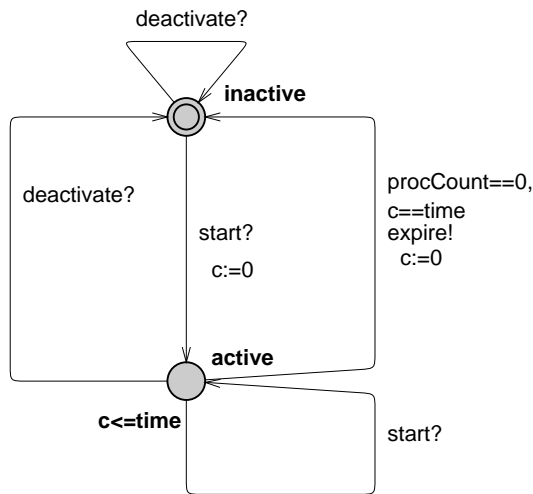 deactivate?
inactive
deactivate?
procCount==0,
c==time
expire!
c:=0
start?
c:=0
active
c<=time
start?